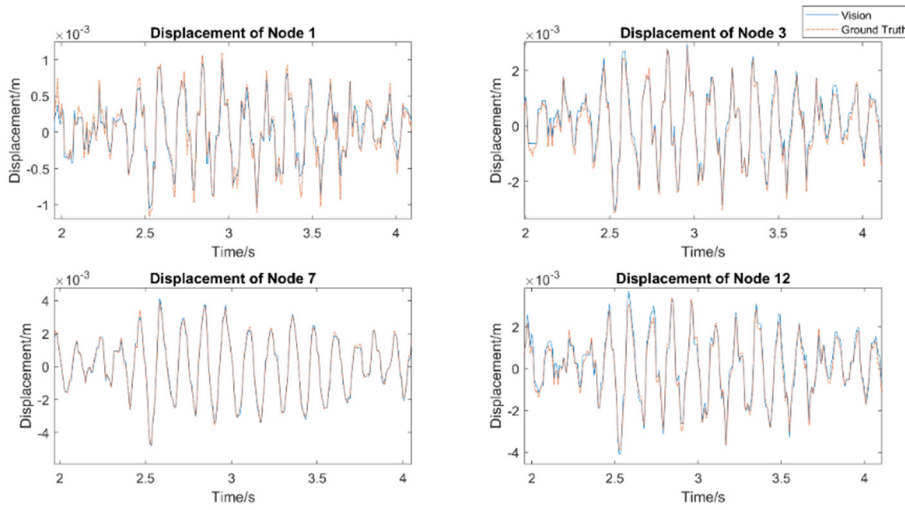 Vision
Ground Truth
×10⁻³
Displacement of Node 1
1
0.5
0
-0.5
-1
Displacement/m
2
2.5
3
3.5
4
Time/s
×10⁻³
Displacement of Node 3
2
0
-2
Displacement/m
2
2.5
3
3.5
4
Time/s
×10⁻³
Displacement of Node 7
4
2
0
-2
-4
Displacement/m
2
2.5
3
3.5
4
Time/s
×10⁻³
Displacement of Node 12
2
0
-2
-4
Displacement/m
2
2.5
3
3.5
4
Time/s